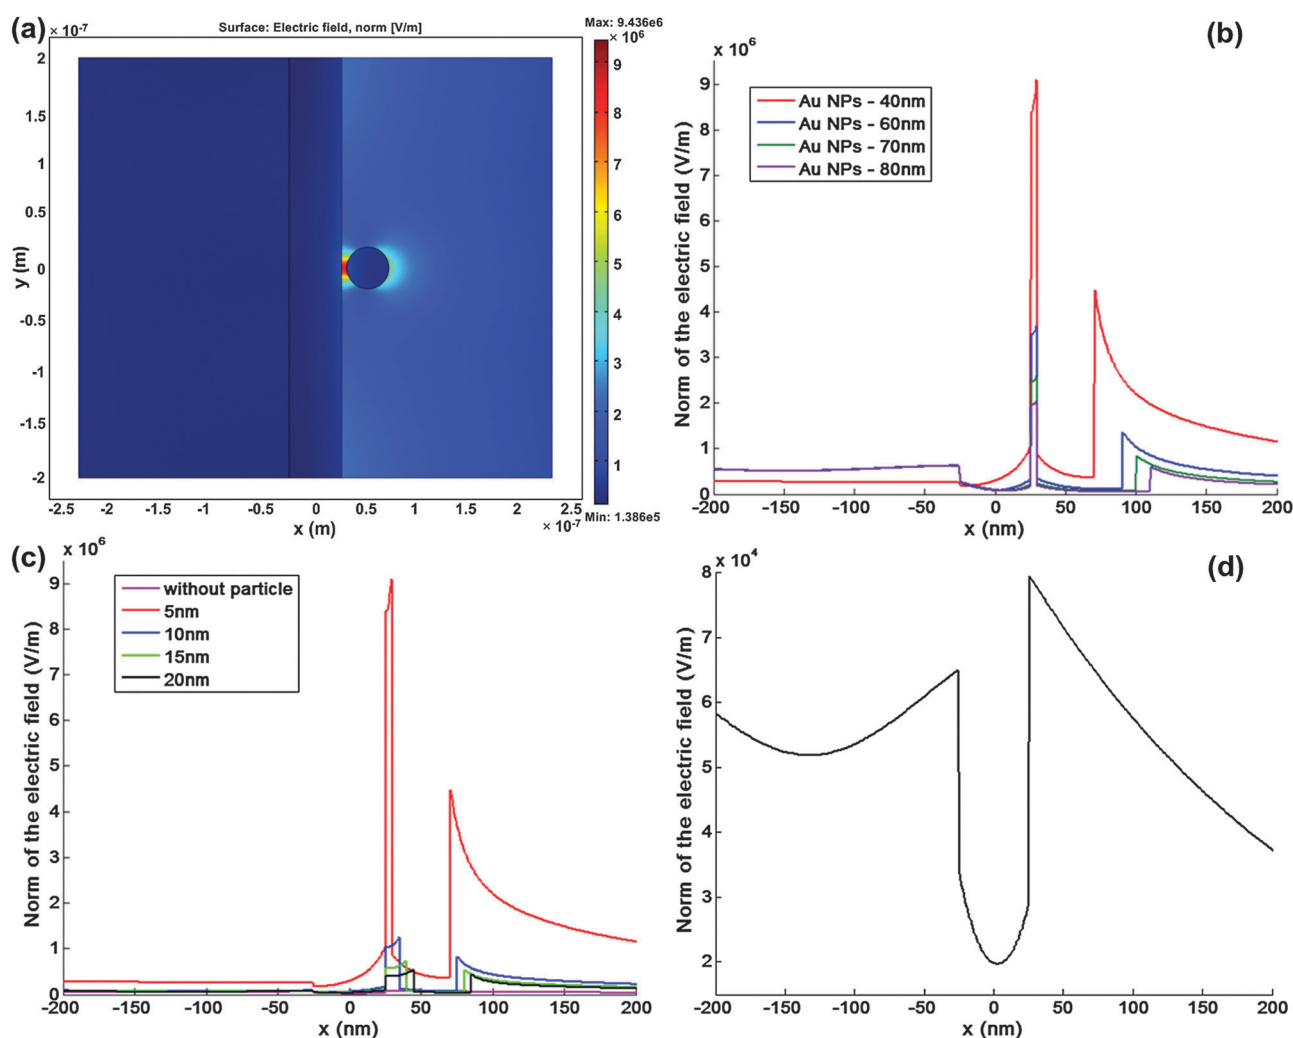 (a)
× 10⁻⁷
Surface: Electric field, norm [V/m]
Max: 9.436e6
× 10⁶
2
1.5
1
0.5
0
-0.5
-1
-1.5
-2
y (m)
-2.5 -2 -1.5 -1 -0.5 0 0.5 1 1.5 2 2.5
x (m)
× 10⁻⁷
9
8
7
6
5
4
3
2
1
Min: 1.386e5
(b)
x 10⁶
Au NPs - 40nm
Au NPs - 60nm
Au NPs - 70nm
Au NPs - 80nm
9
8
7
6
5
4
3
2
1
0
Norm of the electric field (V/m)
-200 -150 -100 -50 0 50 100 150 200
x (nm)
(c)
x 10⁶
without particle
5nm
10nm
15nm
20nm
9
8
7
6
5
4
3
2
1
0
Norm of the electric field (V/m)
-200 -150 -100 -50 0 50 100 150 200
x (nm)
(d)
x 10⁴
8
7
6
5
4
3
2
Norm of the electric field (V/m)
-200 -150 -100 -50 0 50 100 150 200
x (nm)